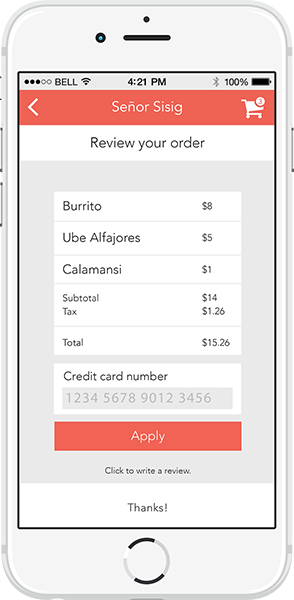 ●●●○○ BELL 4:21 PM 100%
Señor Sisig 3
Review your order
Burrito $8
Ube Alfajores $5
Calamansi $1
Subtotal $14
Tax $1.26
Total $15.26
Credit card number
1234 5678 9012 3456
Apply
Click to write a review.
Thanks!